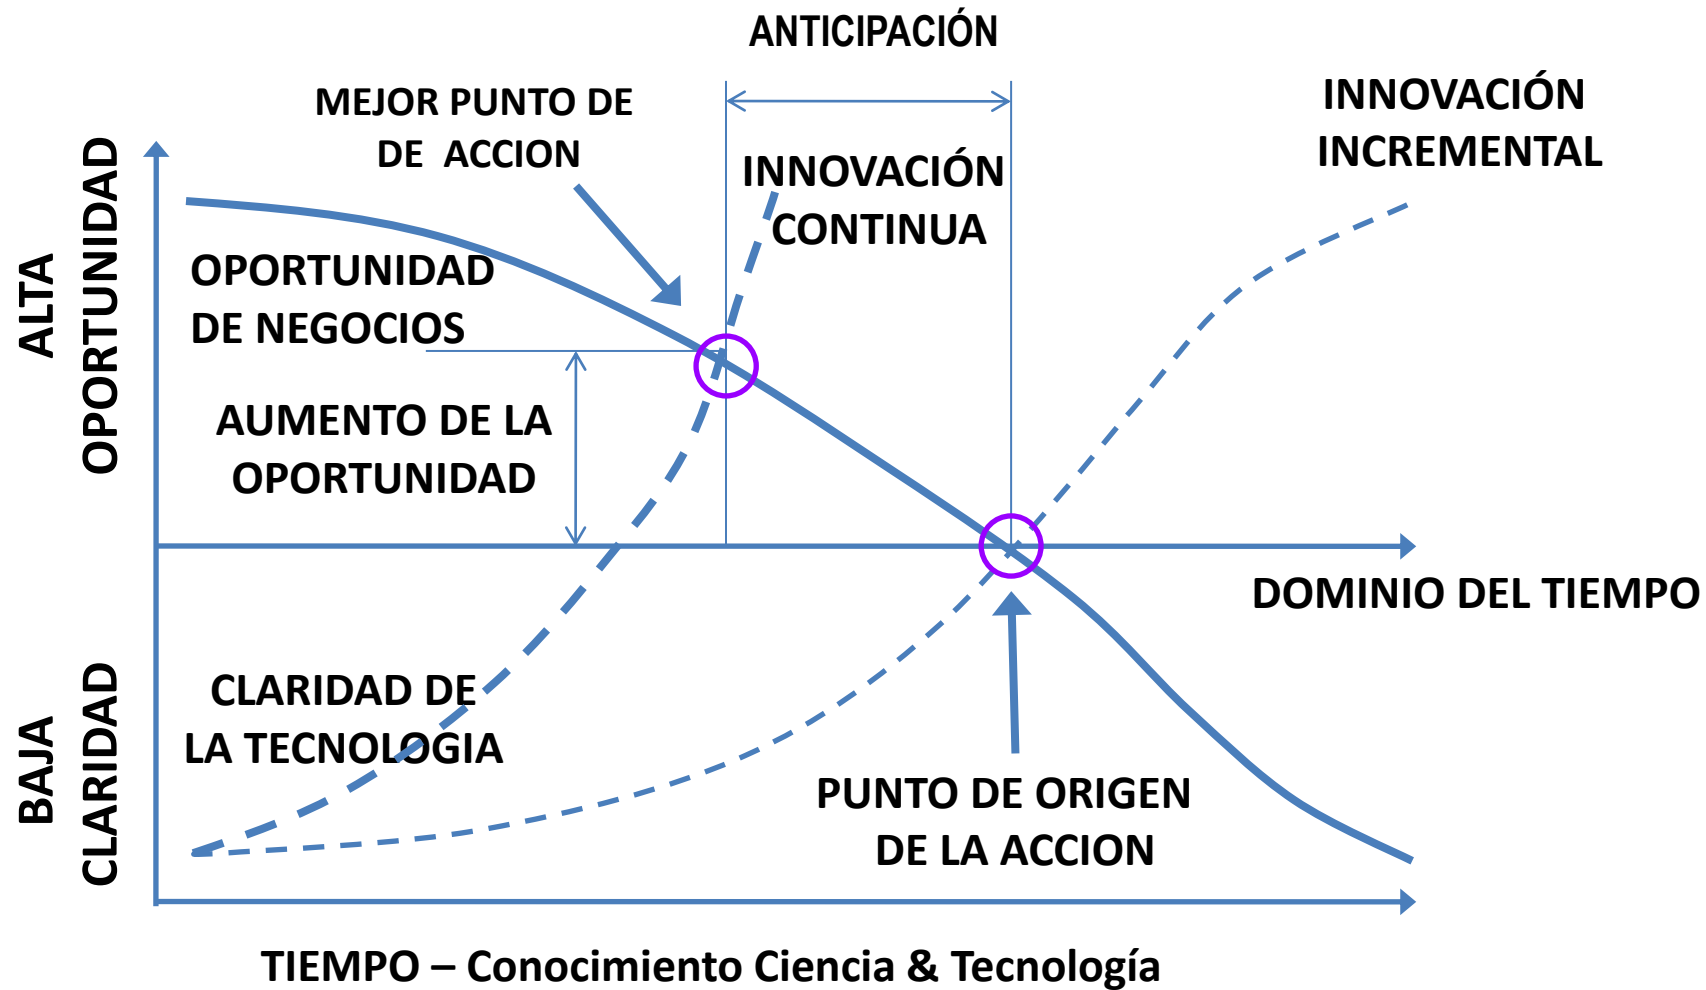 ANTICIPACIÓN
MEJOR PUNTO DE
DE ACCION
INNOVACIÓN
CONTINUA
INNOVACIÓN
INCREMENTAL
ALTA
OPORTUNIDAD
OPORTUNIDAD
DE NEGOCIOS
AUMENTO DE LA
OPORTUNIDAD
DOMINIO DEL TIEMPO
BAJA
CLARIDAD
CLARIDAD DE
LA TECNOLOGIA
PUNTO DE ORIGEN
DE LA ACCION
TIEMPO – Conocimiento Ciencia & Tecnología